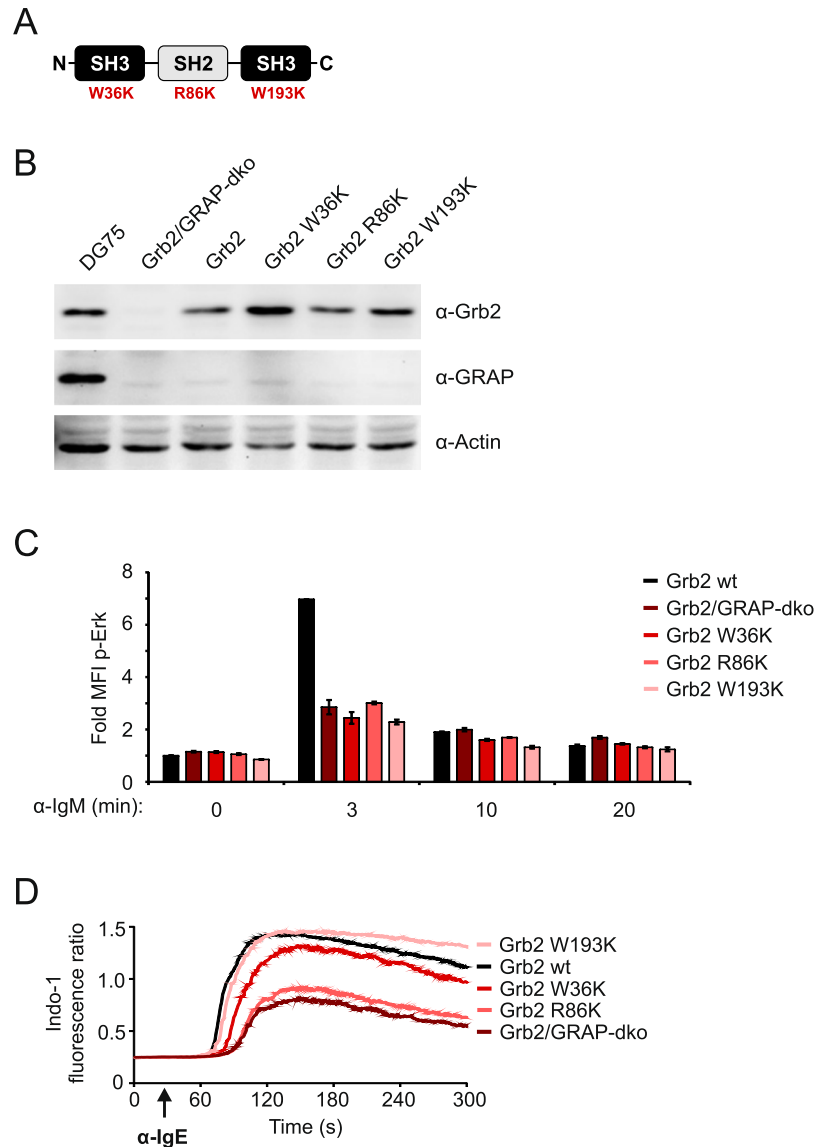 A
N SH3 SH2 SH3 C
W36K R86K W193K
B
DG75
Grb2/GRAP-dko
Grb2
Grb2 W36K
Grb2 R86K
Grb2 W193K
α-Grb2
α-GRAP
α-Actin
C
Fold MFI p-Erk
8
6
4
2
0
Grb2 wt
Grb2/GRAP-dko
Grb2 W36K
Grb2 R86K
Grb2 W193K
α-IgM (min): 0 3 10 20
D
Indo-1
fluorescence ratio
1.5
1.0
0.5
0
Grb2 W193K
Grb2 wt
Grb2 W36K
Grb2 R86K
Grb2/GRAP-dko
0 60 120 180 240 300
Time (s)
α-IgE